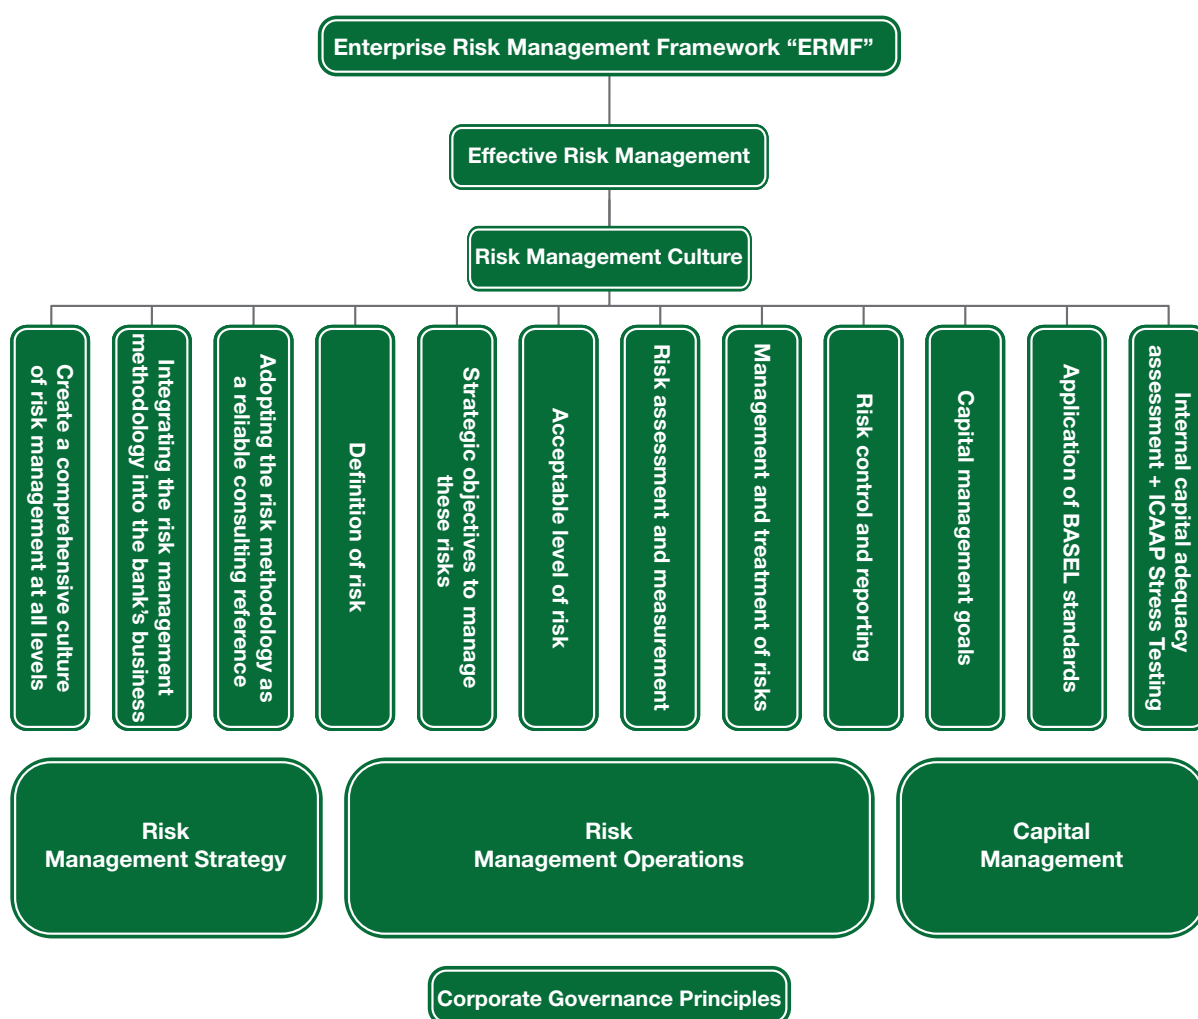 Enterprise Risk Management Framework “ERMF”
Effective Risk Management
Risk Management Culture
Create a comprehensive culture
of risk management at all levels
Integrating the risk management
methodology into the bank’s business
Adopting the risk methodology as
a reliable consulting reference
Definition of risk
Strategic objectives to manage
these risks
Acceptable level of risk
Risk assessment and measurement
Management and treatment of risks
Risk control and reporting
Capital management goals
Application of BASEL standards
Internal capital adequacy
assessment + ICAAP Stress Testing
Risk
Management Strategy
Risk
Management Operations
Capital
Management
Corporate Governance Principles